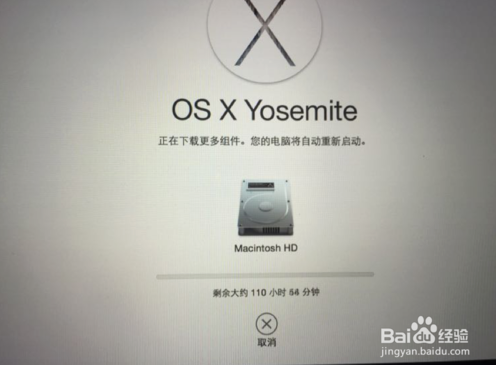 OS X Yosemite
正在下载更多组件。您的电脑将自动重新启动。
Macintosh HD
剩余大约 110 小时 54 分钟
取消
Baidu 经验
jingyan.baidu.com